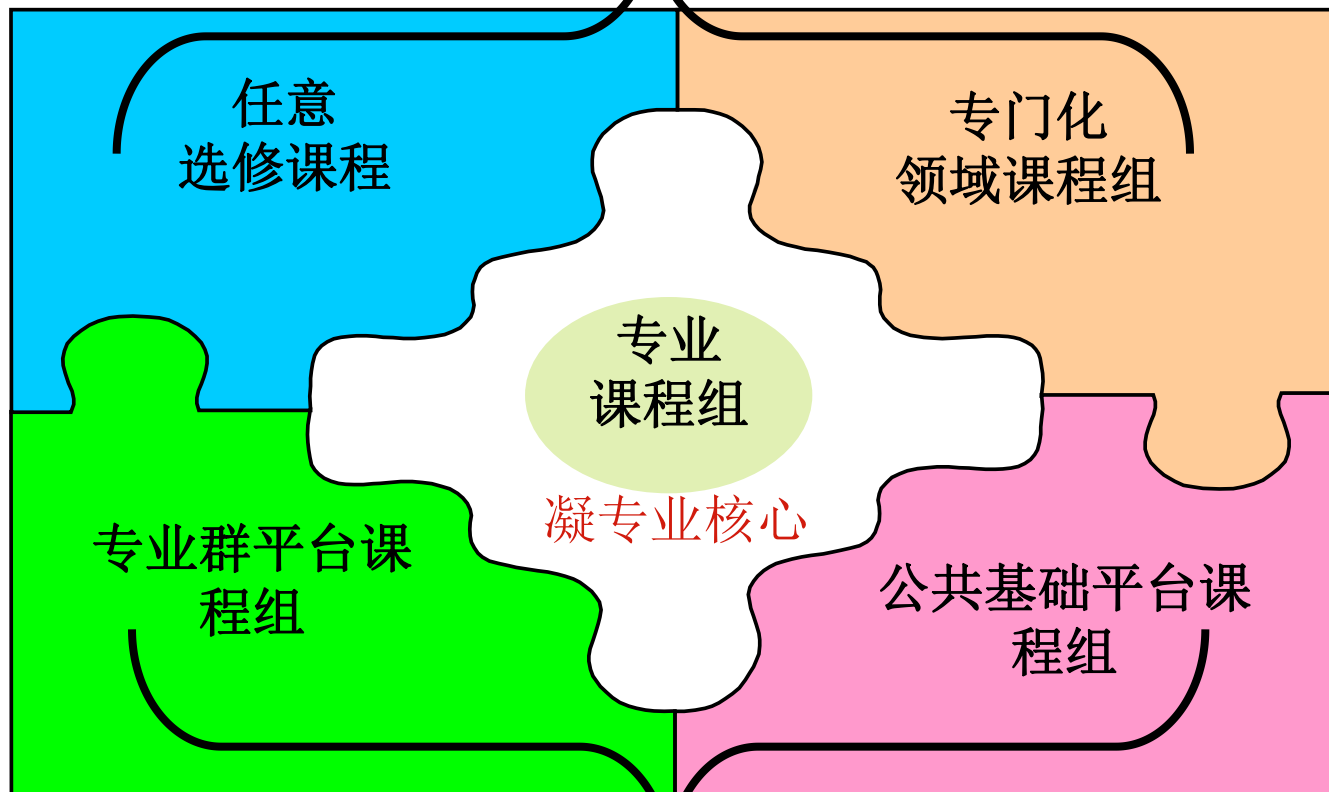 任意
选修课程
专门化
领域课程组
专业
课程组
凝专业核心
专业群平台课
程组
公共基础平台课
程组